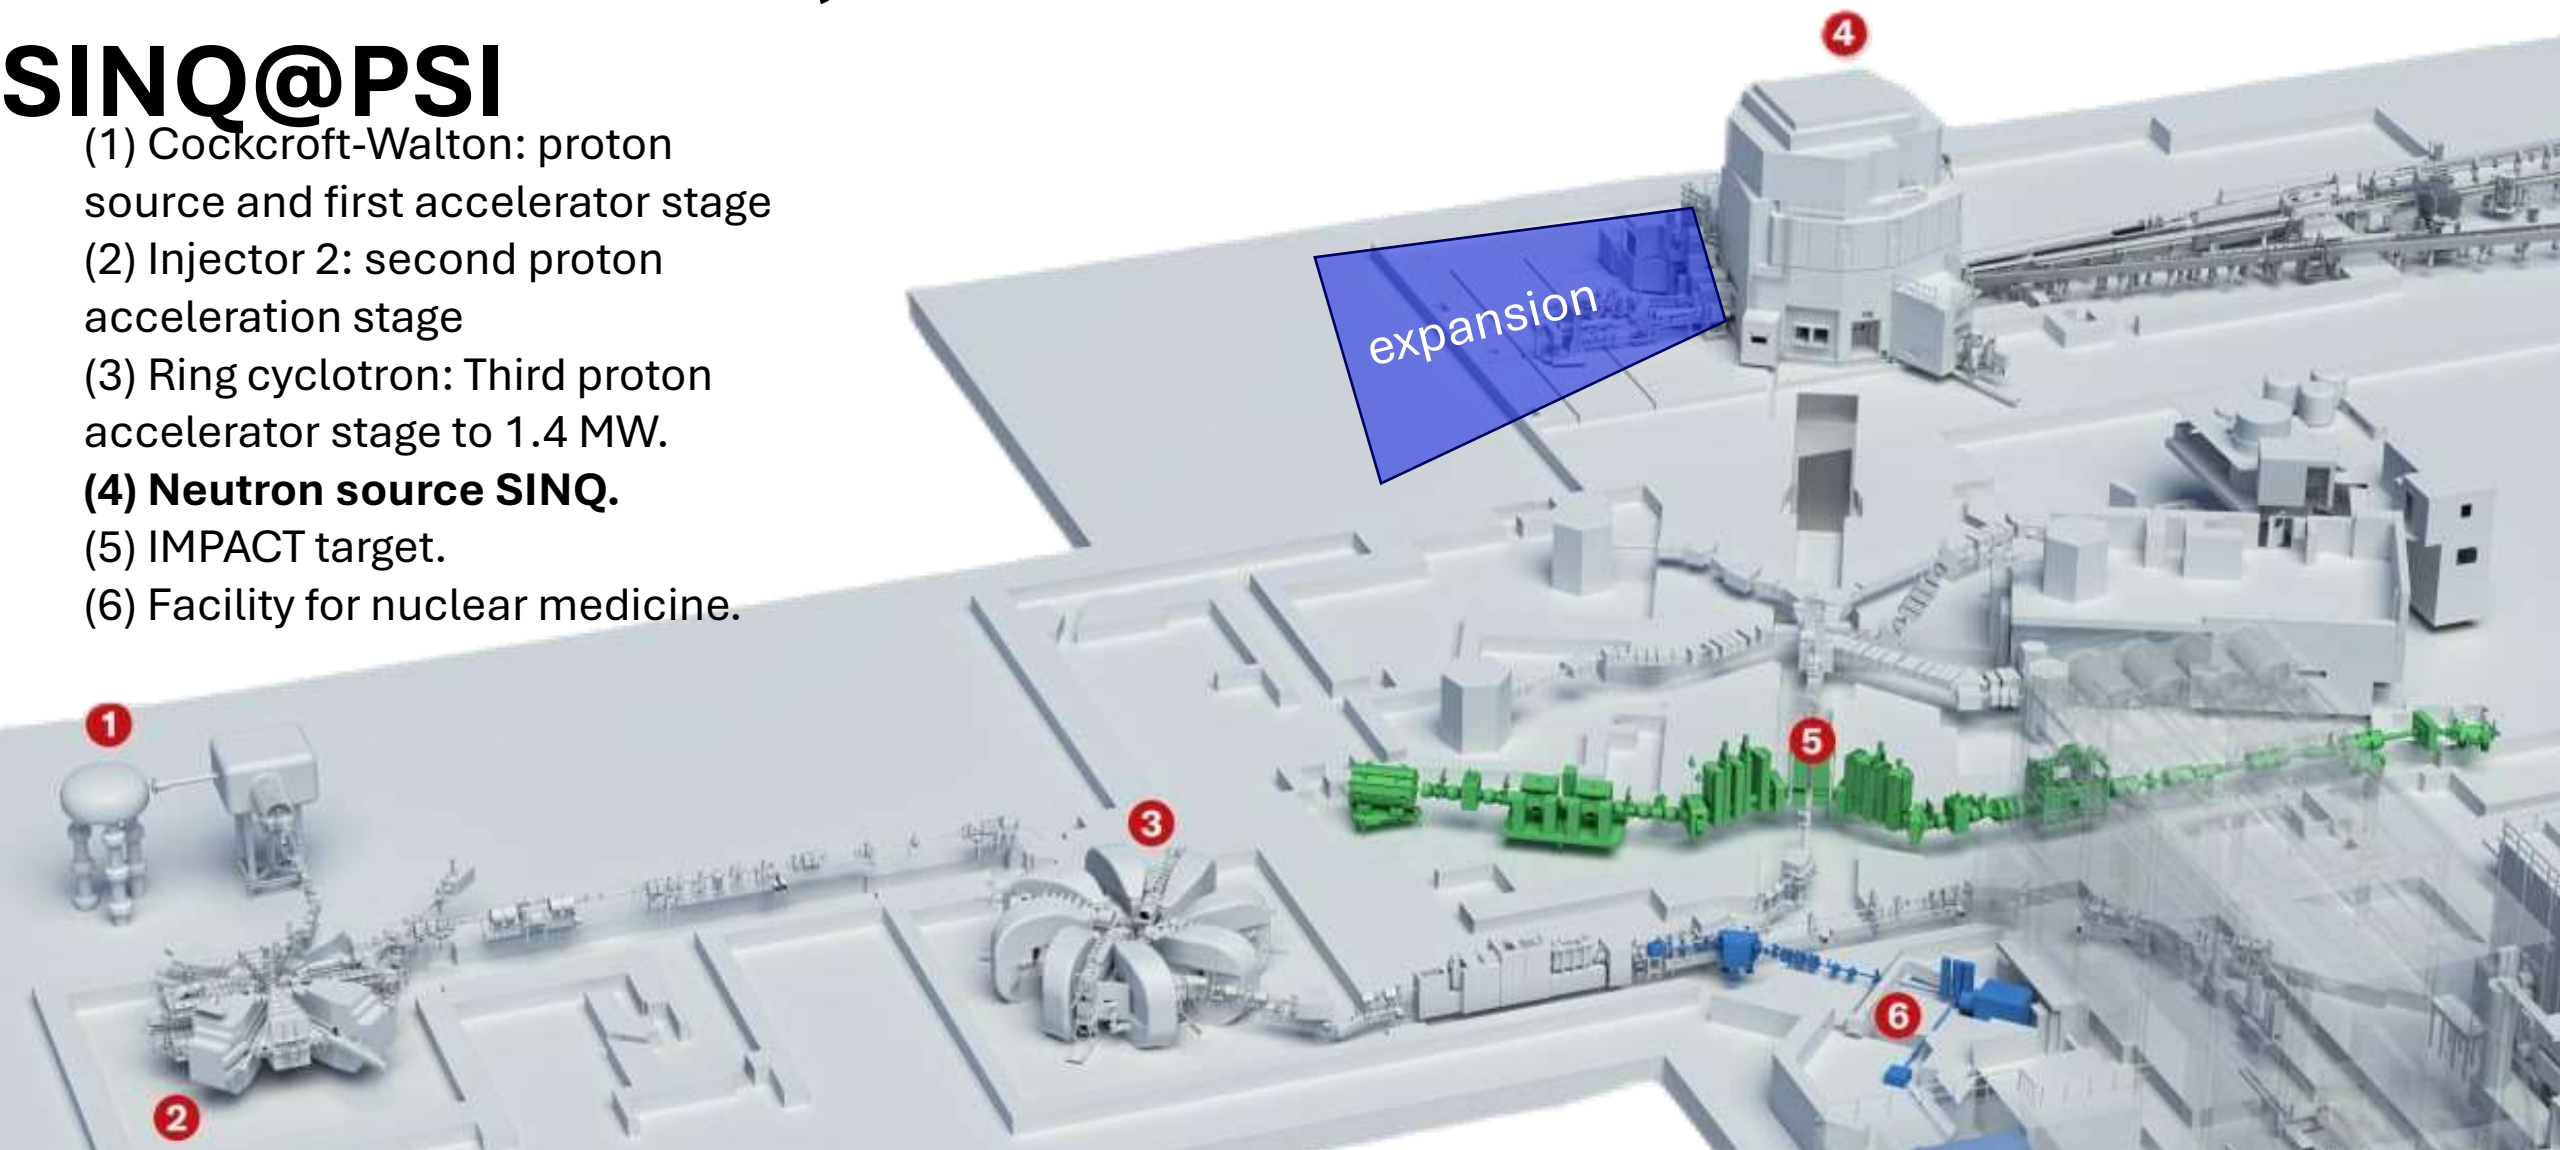 SINQ@PSI
(1) Cockcroft-Walton: proton
source and first accelerator stage
(2) Injector 2: second proton
acceleration stage
(3) Ring cyclotron: Third proton
accelerator stage to 1.4 MW.
(4) Neutron source SINQ.
(5) IMPACT target.
(6) Facility for nuclear medicine.
4
expansion
1
5
3
6
2